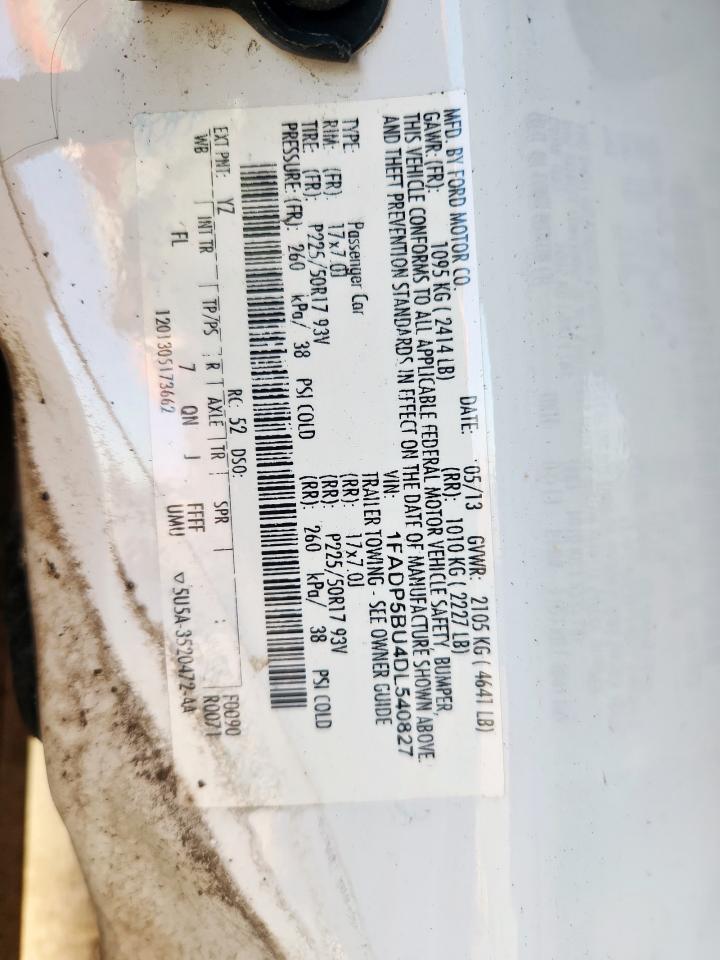 MFD. BY FORD MOTOR CO.
DATE: 05/13 GVWR: 2105 KG ( 4641 LB)
GAWR: (FR): 1095 KG ( 2414 LB) (RR): 1010 KG ( 2227 LB)
THIS VEHICLE CONFORMS TO ALL APPLICABLE FEDERAL MOTOR VEHICLE SAFETY, BUMPER,
AND THEFT PREVENTION STANDARDS IN EFFECT ON THE DATE OF MANUFACTURE SHOWN ABOVE.
VIN: 1FADP5BU4DL540827
TYPE: Passenger Car TRAILER TOWING - SEE OWNER GUIDE
RIM: (FR): 17x7.0J (RR): 17x7.0J
TIRE: (FR): P225/50R17 93V (RR): P225/50R17 93V
PRESSURE: (FR): 260 kPa/ 38 PSI COLD (RR): 260 kPa/ 38 PSI COLD
F0090
R0071
EXT PNT: YZ RC: 52 DSO:
WB INT TR TP/PS R AXLE TR SPR
FL 7 QN J FFFF
1201305173662 UMU ▽5U5A-3520472-AA